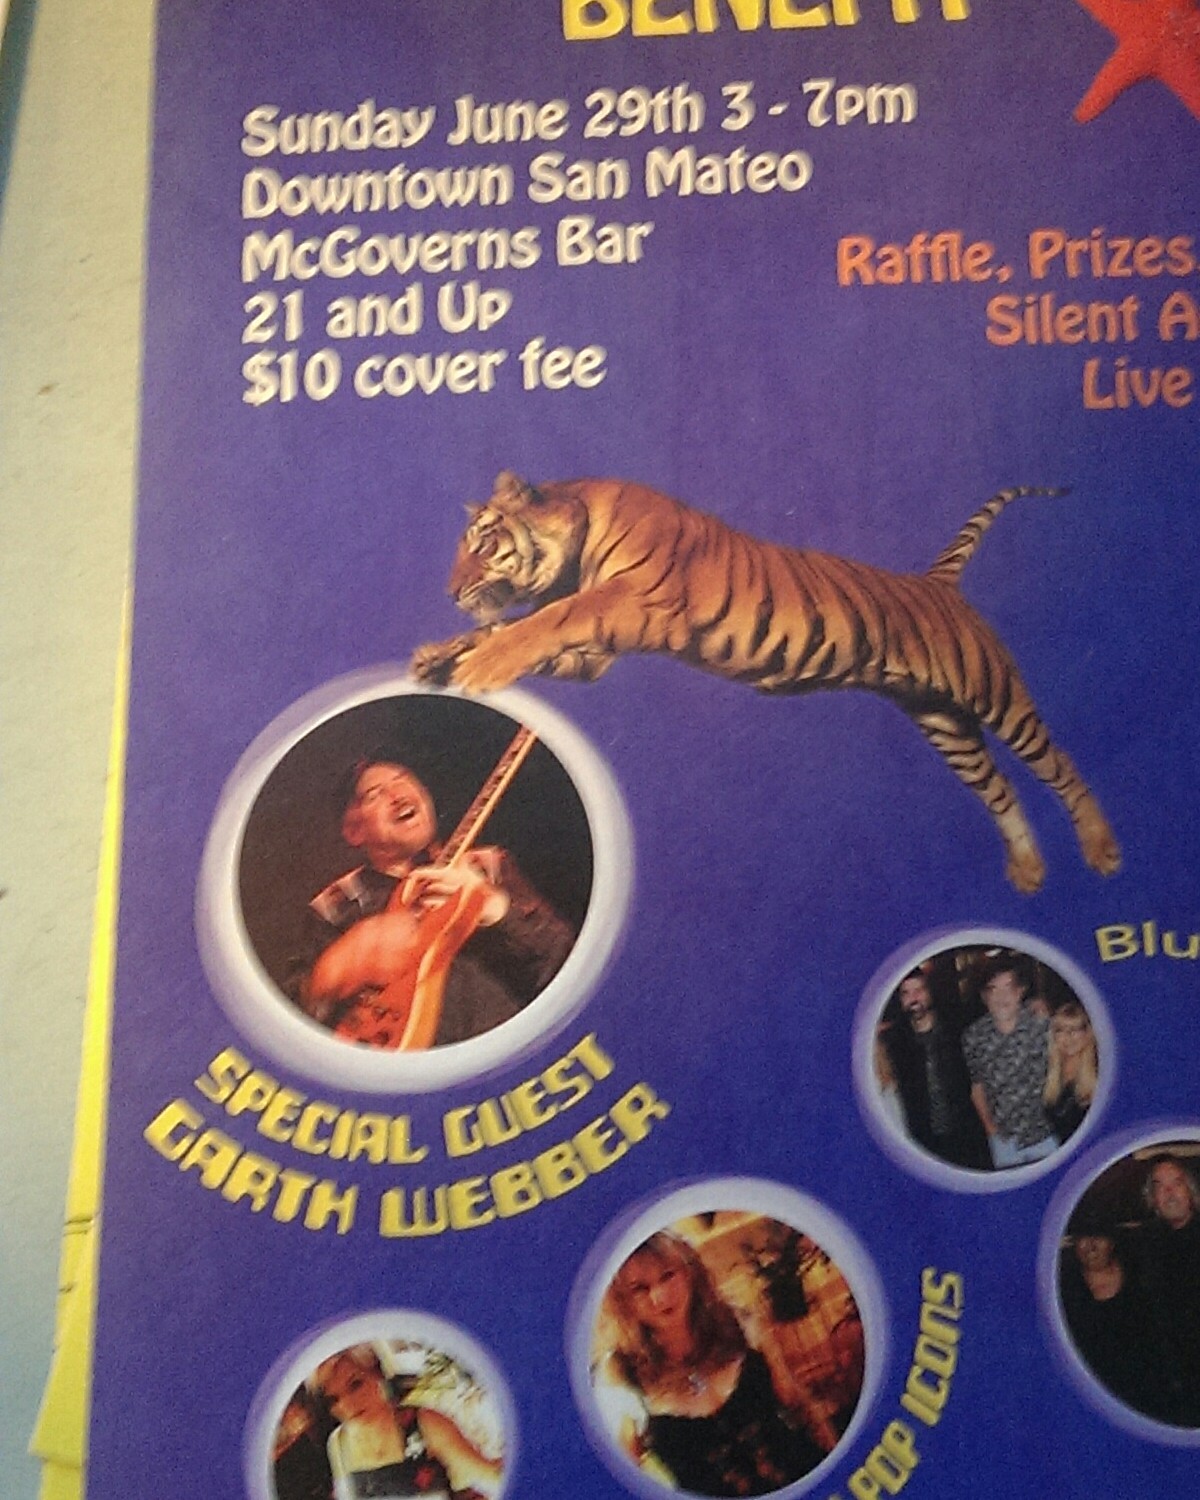 BENEFIT
Sunday June 29th 3 - 7pm
Downtown San Mateo
McGoverns Bar
21 and Up
$10 cover fee
Raffle, Prizes,
Silent A
Live
Blu
SPECIAL GUEST
GARTH WEBBER
POP ICONS